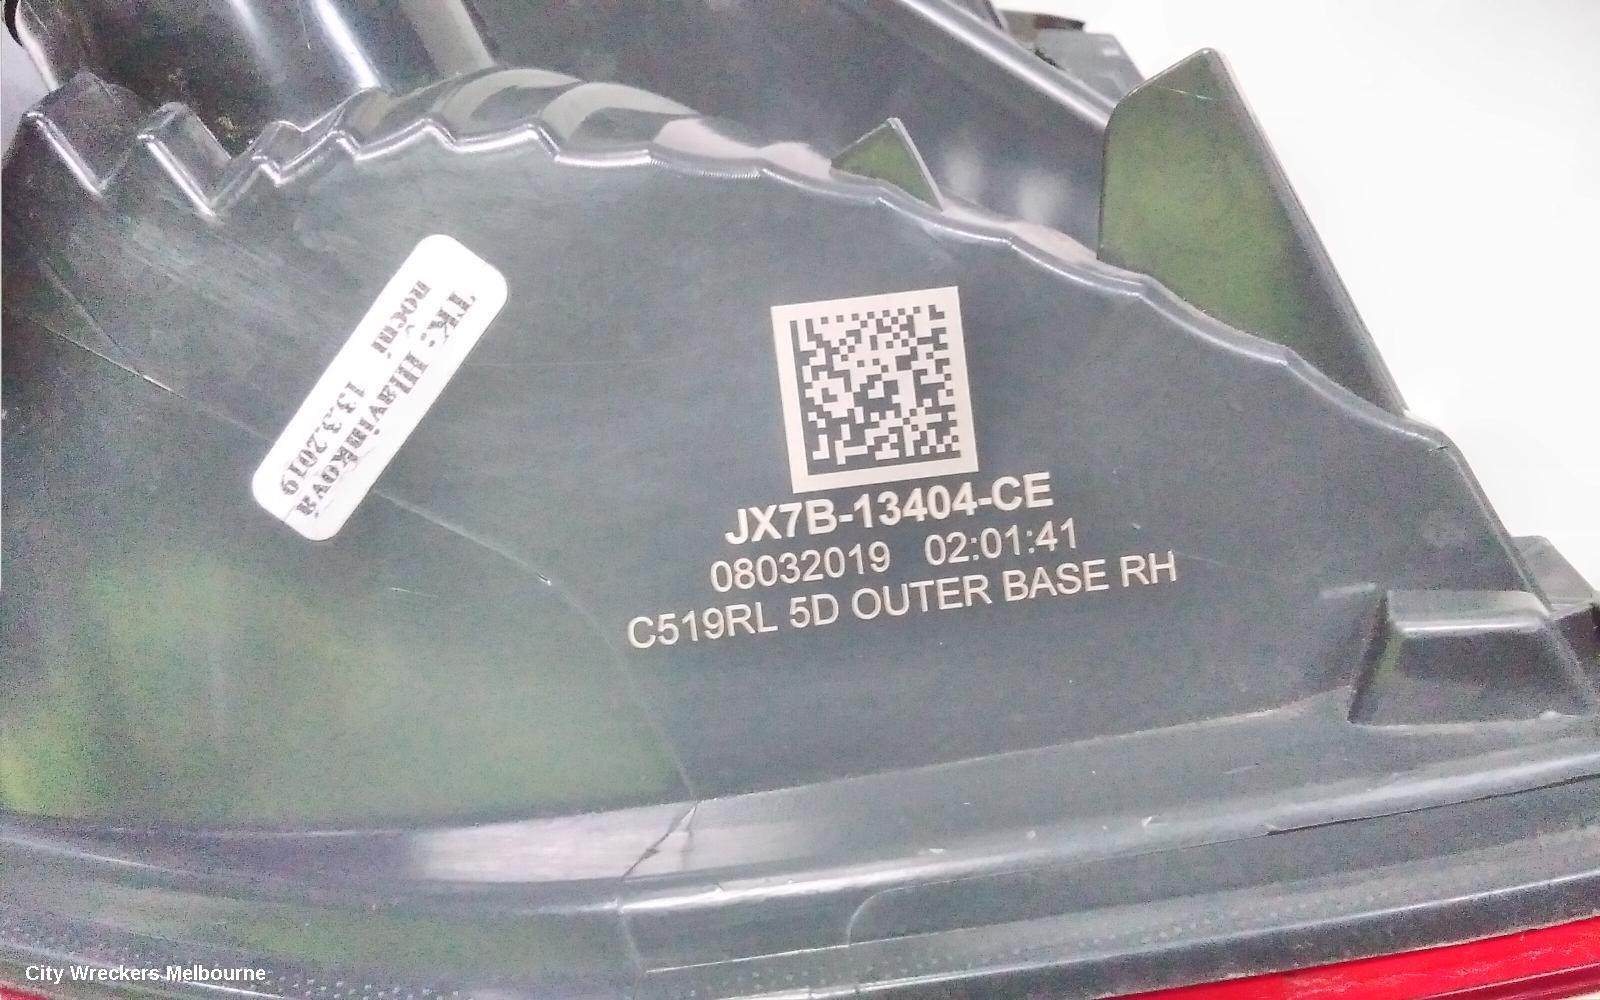 TK: Hlavinkova
noční 13.3.2019
JX7B-13404-CE
08032019 02:01:41
C519RL 5D OUTER BASE RH
City Wreckers Melbourne